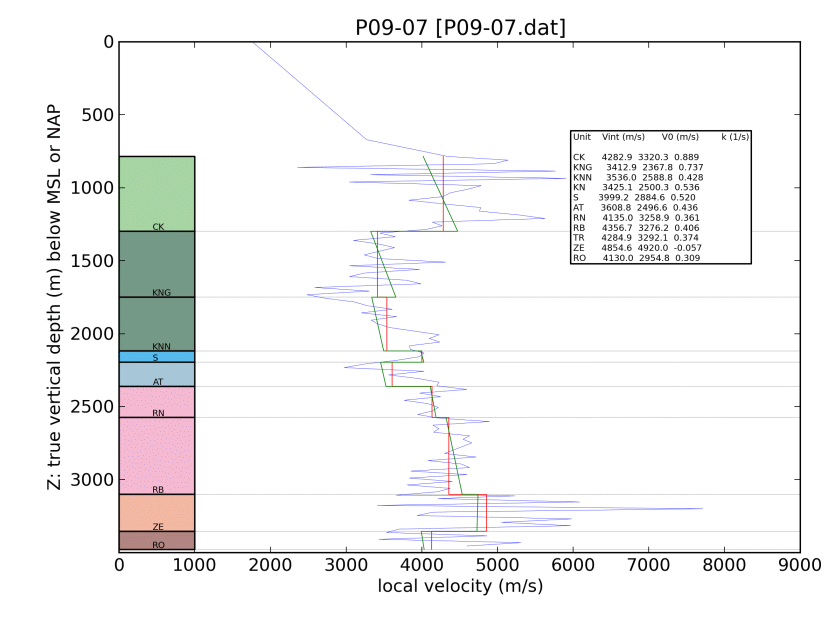 P09-07 [P09-07.dat]
Z: true vertical depth (m) below MSL or NAP
0
500
1000
1500
2000
2500
3000
CK
KNG
KNN
S
AT
RN
RB
ZE
RO
Unit Vint (m/s) V0 (m/s) k (1/s)
CK 4282.9 3320.3 0.889
KNG 3412.9 2367.8 0.737
KNN 3536.0 2588.8 0.428
KN 3425.1 2500.3 0.536
S 3999.2 2884.6 0.520
AT 3608.8 2496.6 0.436
RN 4135.0 3258.9 0.361
RB 4356.7 3276.2 0.406
TR 4284.9 3292.1 0.374
ZE 4854.6 4920.0 -0.057
RO 4130.0 2954.8 0.309
0 1000 2000 3000 4000 5000 6000 7000 8000 9000
local velocity (m/s)